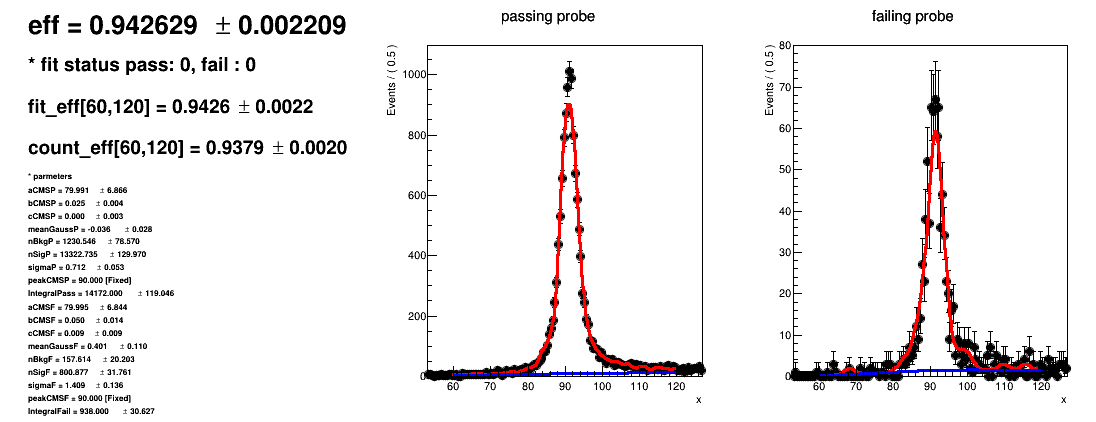 eff = 0.942629 ± 0.002209
* fit status pass: 0, fail : 0
fit_eff[60,120] = 0.9426 ± 0.0022
count_eff[60,120] = 0.9379 ± 0.0020
* parmeters
aCMSP = 79.991 ± 6.866
bCMSP = 0.025 ± 0.004
cCMSP = 0.000 ± 0.003
meanGaussP = -0.036 ± 0.028
nBkgP = 1230.546 ± 78.570
nSigP = 13322.735 ± 129.970
sigmaP = 0.712 ± 0.053
peakCMSP = 90.000 [Fixed]
IntegralPass = 14172.000 ± 119.046
aCMSF = 79.995 ± 6.844
bCMSF = 0.050 ± 0.014
cCMSF = 0.009 ± 0.009
meanGaussF = 0.401 ± 0.110
nBkgF = 157.614 ± 20.203
nSigF = 800.877 ± 31.761
sigmaF = 1.409 ± 0.136
peakCMSF = 90.000 [Fixed]
IntegralFail = 938.000 ± 30.627
passing probe
Events / ( 0.5 )
1000
800
600
400
200
0
60 70 80 90 100 110 120
x
failing probe
Events / ( 0.5 )
80
70
60
50
40
30
20
10
0
60 70 80 90 100 110 120
x